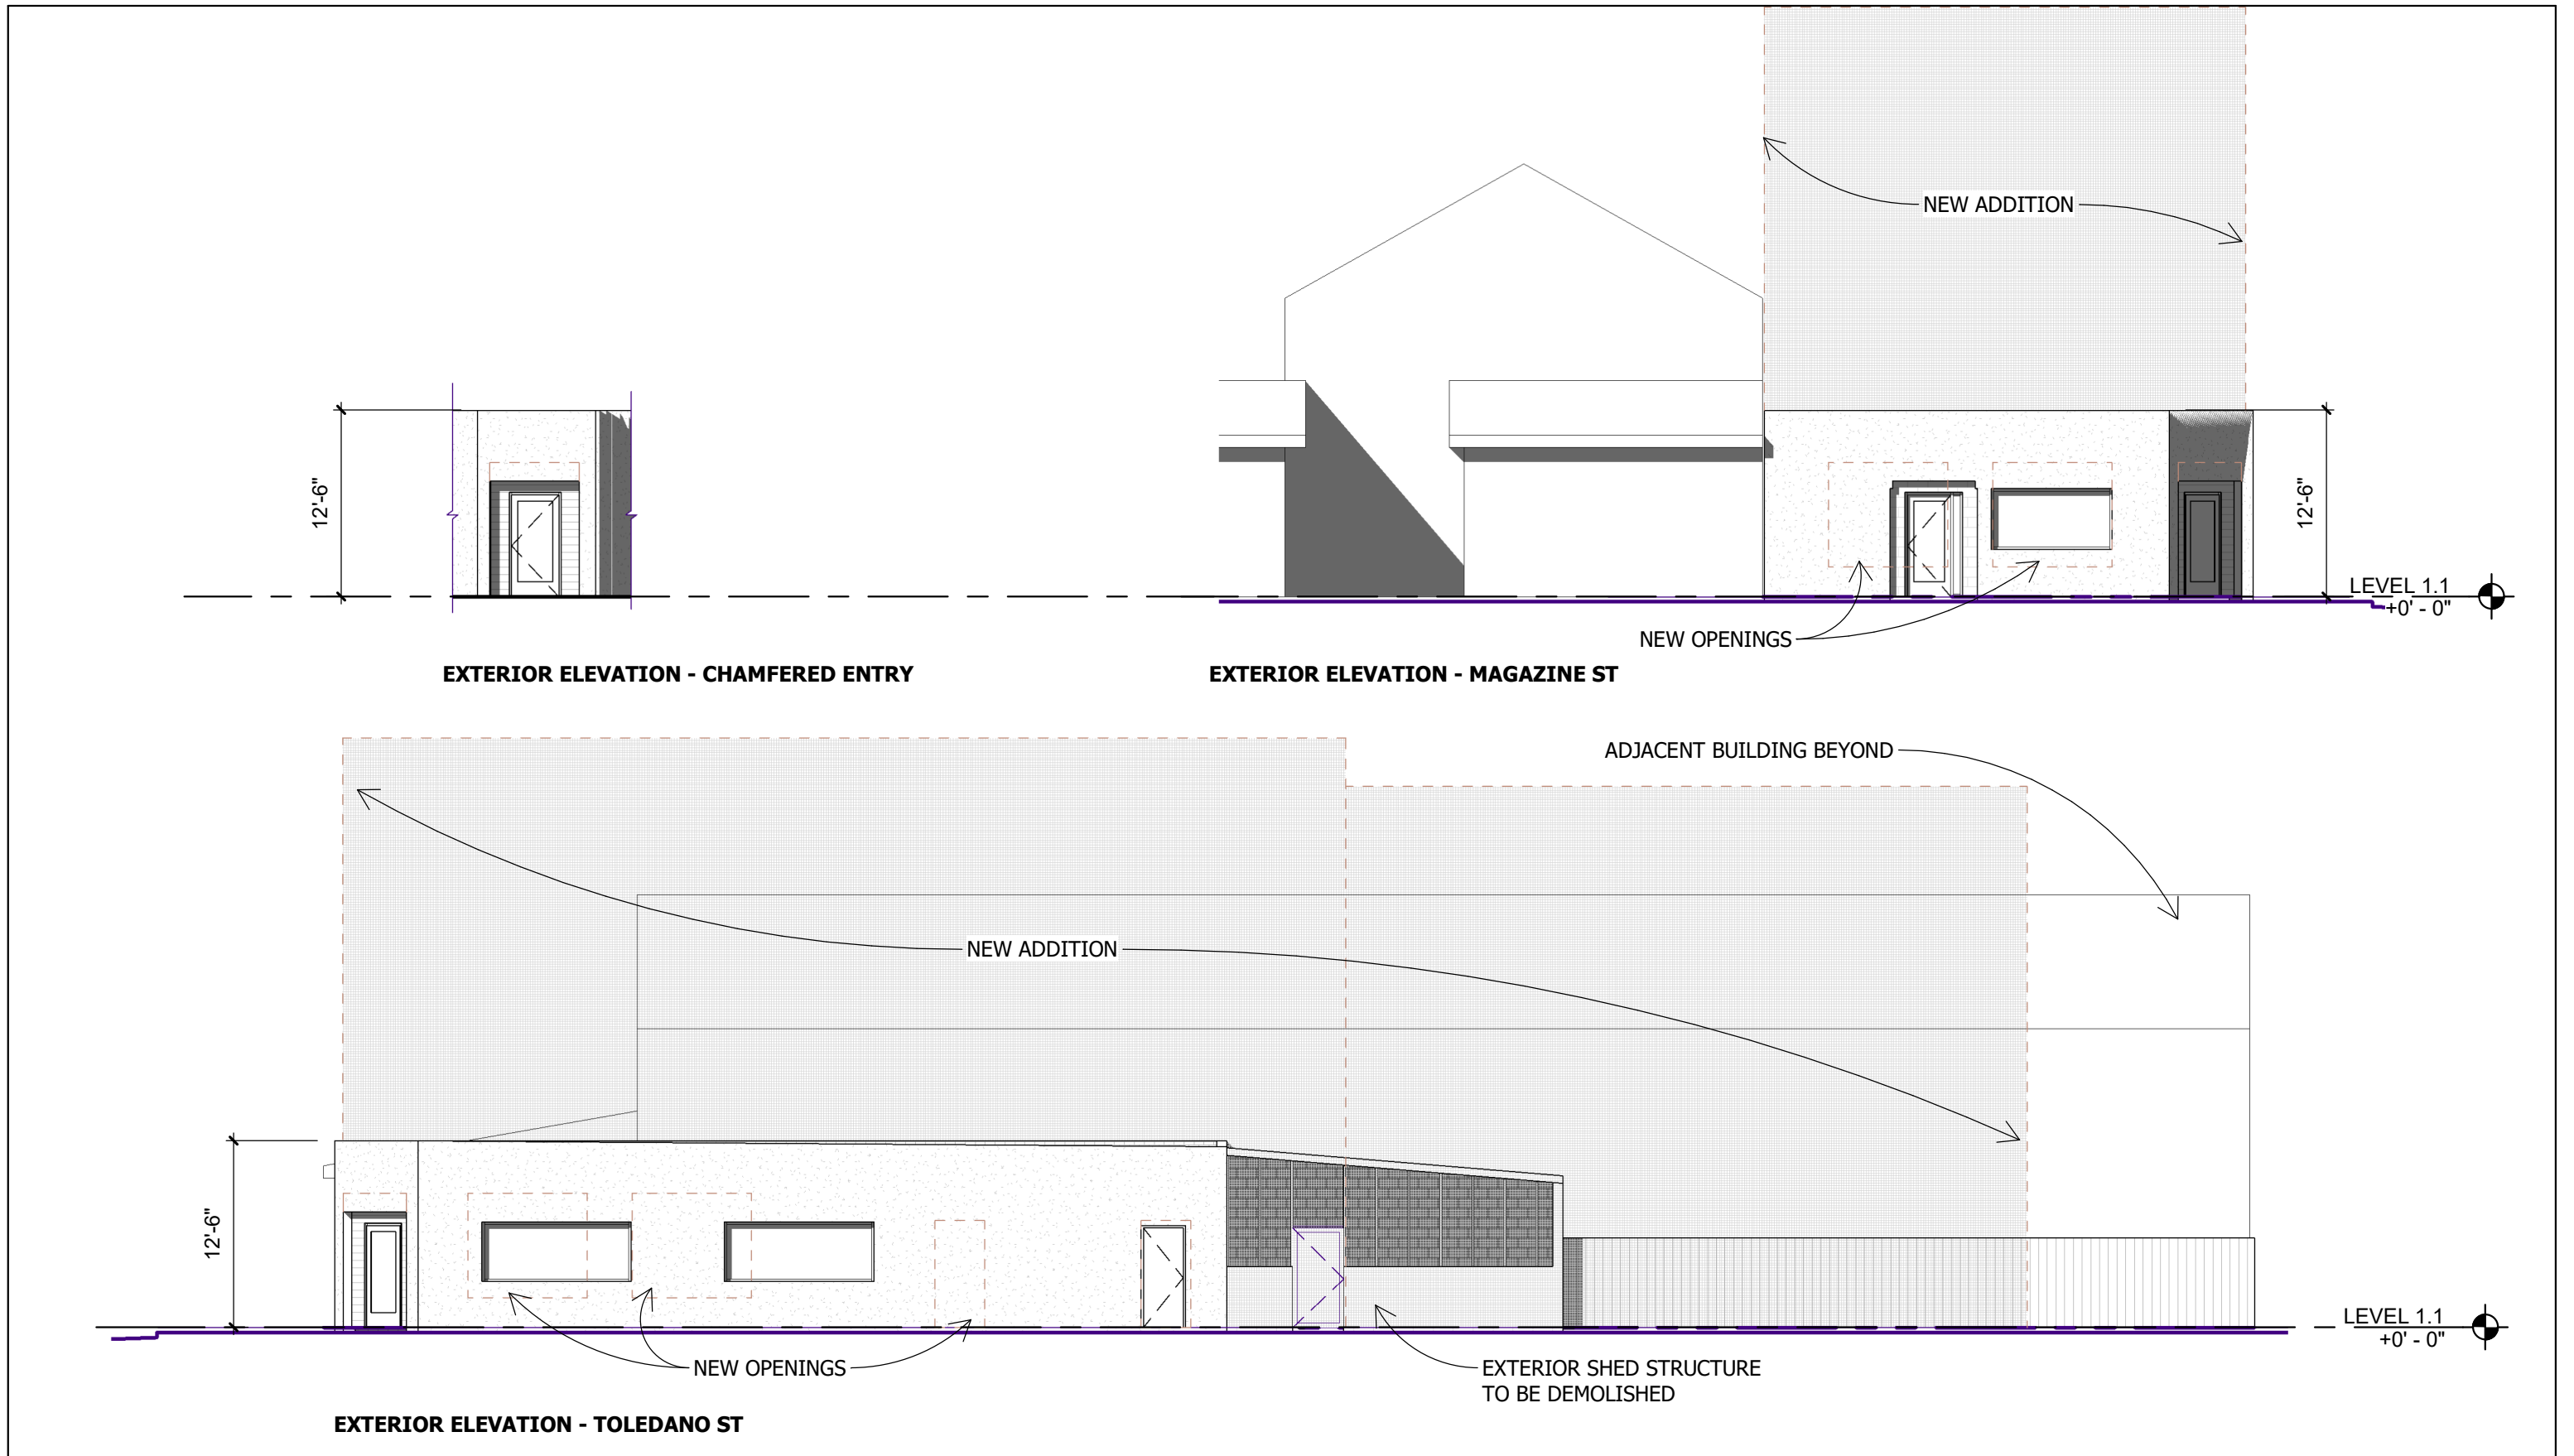 NEW ADDITION
12'-6"
12'-6"
LEVEL 1.1
+0' - 0"
NEW OPENINGS
EXTERIOR ELEVATION - CHAMFERED ENTRY
EXTERIOR ELEVATION - MAGAZINE ST
ADJACENT BUILDING BEYOND
NEW ADDITION
12'-6"
LEVEL 1.1
+0' - 0"
NEW OPENINGS
EXTERIOR SHED STRUCTURE
TO BE DEMOLISHED
EXTERIOR ELEVATION - TOLEDANO ST